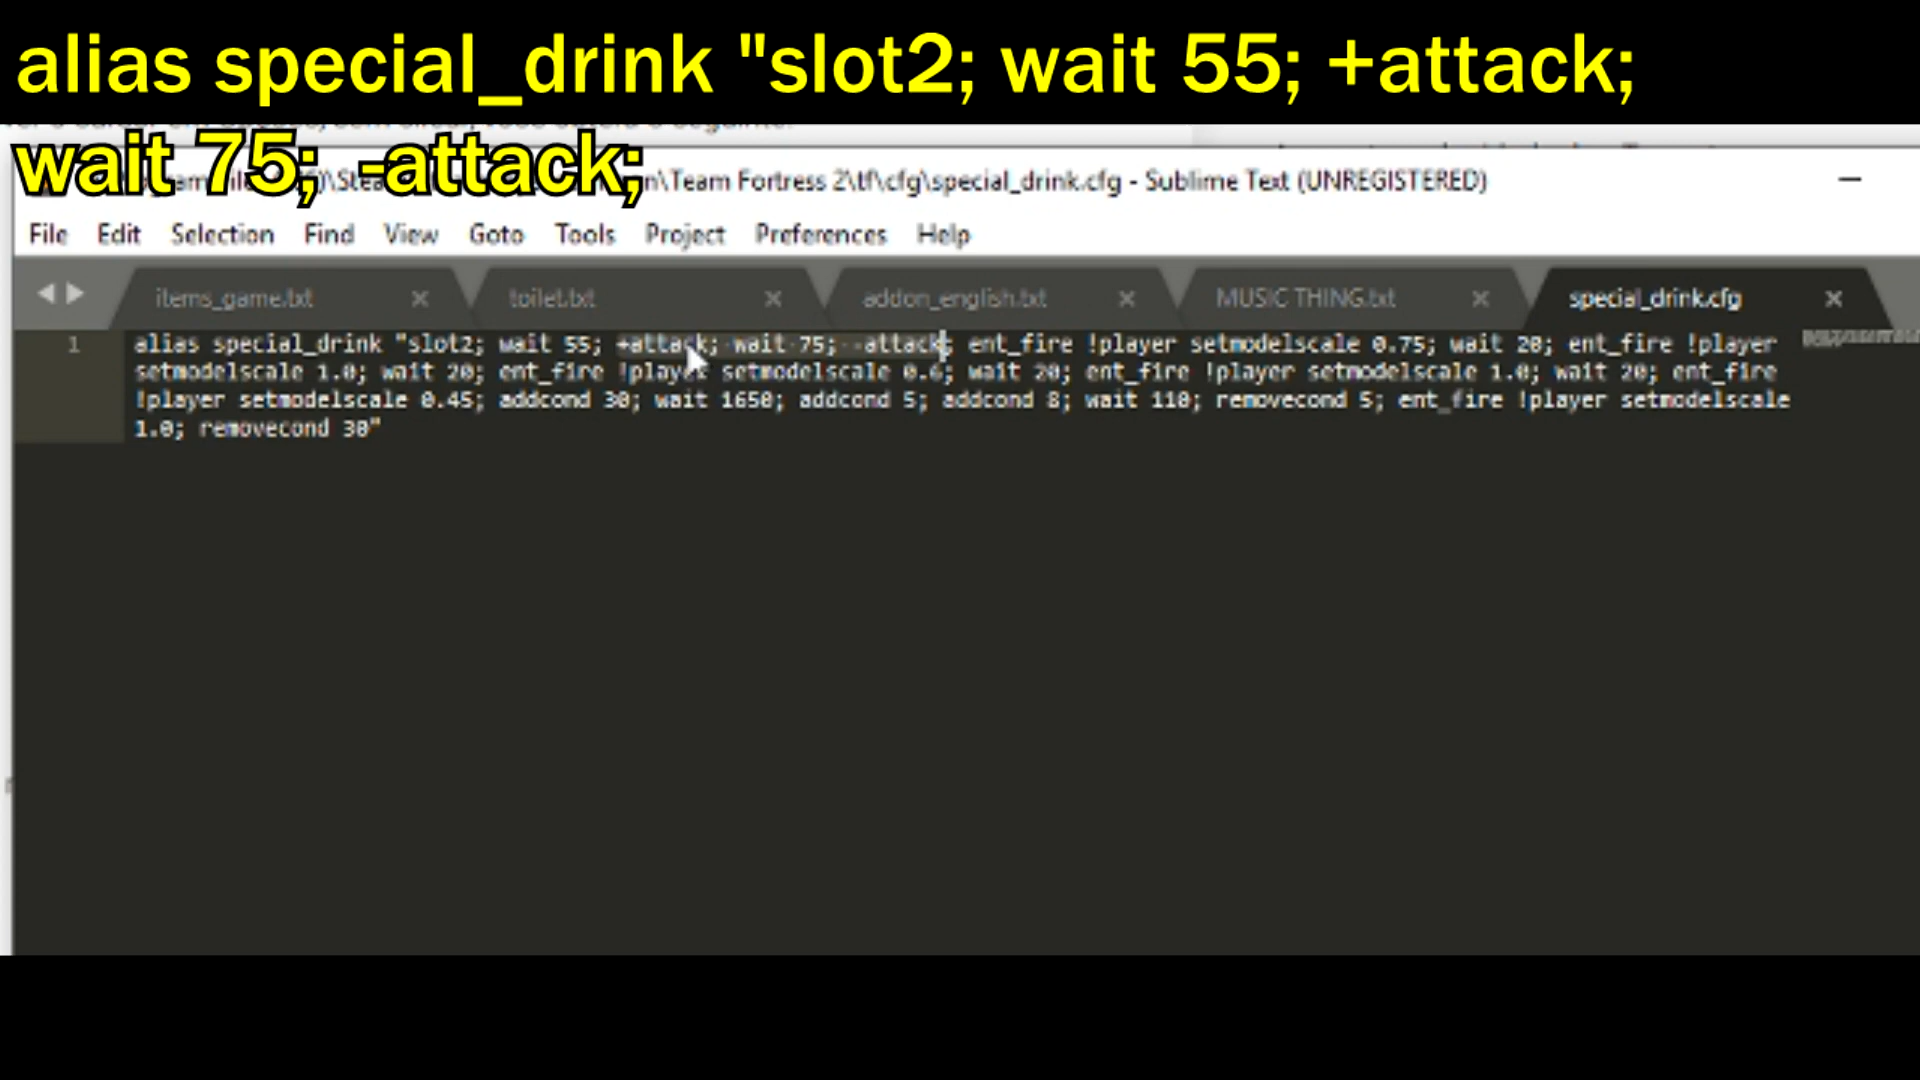 alias special_drink "slot2; wait 55; +attack;
wait 75; -attack;
n\Team Fortress 2\tf\cfg\special_drink.cfg - Sublime Text (UNREGISTERED)
File Edit Selection Find View Goto Tools Project Preferences Help
items_game.txt toilet.txt addon_english.txt MUSIC THING.txt special_drink.cfg
1 alias special_drink "slot2; wait 55; +attack; wait 75; -attack; ent_fire !player setmodelscale 0.75; wait 20; ent_fire !player
setmodelscale 1.0; wait 20; ent_fire !player setmodelscale 0.6; wait 20; ent_fire !player setmodelscale 1.0; wait 20; ent_fire
!player setmodelscale 0.45; addcond 30; wait 1650; addcond 5; addcond 8; wait 110; removecond 5; ent_fire !player setmodelscale
1.0; removecond 30"